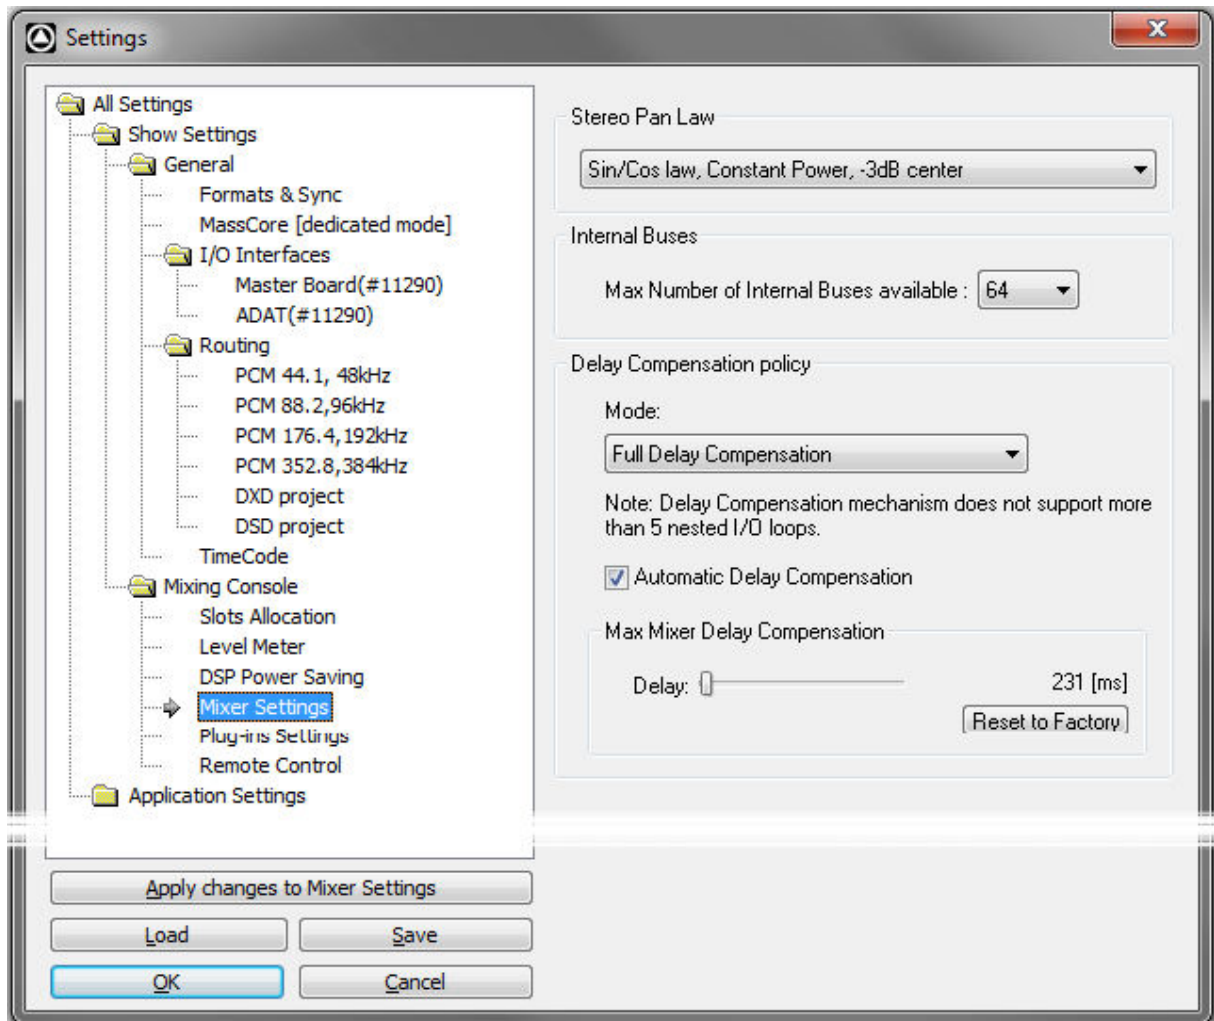 Settings
All Settings
Show Settings
General
Formats & Sync
MassCore [dedicated mode]
I/O Interfaces
Master Board(#11290)
ADAT(#11290)
Routing
PCM 44.1, 48kHz
PCM 88.2,96kHz
PCM 176.4,192kHz
PCM 352.8,384kHz
DXD project
DSD project
TimeCode
Mixing Console
Slots Allocation
Level Meter
DSP Power Saving
Mixer Settings
Plug-ins Settings
Remote Control
Application Settings
Apply changes to Mixer Settings
Load
Save
OK
Cancel
Stereo Pan Law
Sin/Cos law, Constant Power, -3dB center
Internal Buses
Max Number of Internal Buses available : 64
Delay Compensation policy
Mode:
Full Delay Compensation
Note: Delay Compensation mechanism does not support more
than 5 nested I/O loops.
Automatic Delay Compensation
Max Mixer Delay Compensation
Delay: 231 [ms]
Reset to Factory